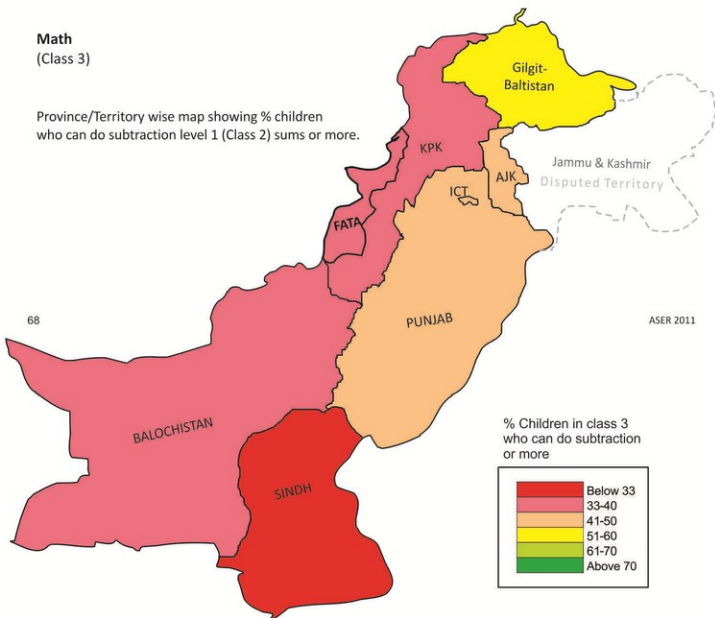 Math
(Class 3)
Province/Territory wise map showing % children
who can do subtraction level 1 (Class 2) sums or more.
Gilgit-
Baltistan
KPK
Jammu & Kashmir
Disputed Territory
AJK
ICT
FATA
68
PUNJAB
ASER 2011
BALOCHISTAN
SINDH
% Children in class 3
who can do subtraction
or more
Below 33
33-40
41-50
51-60
61-70
Above 70